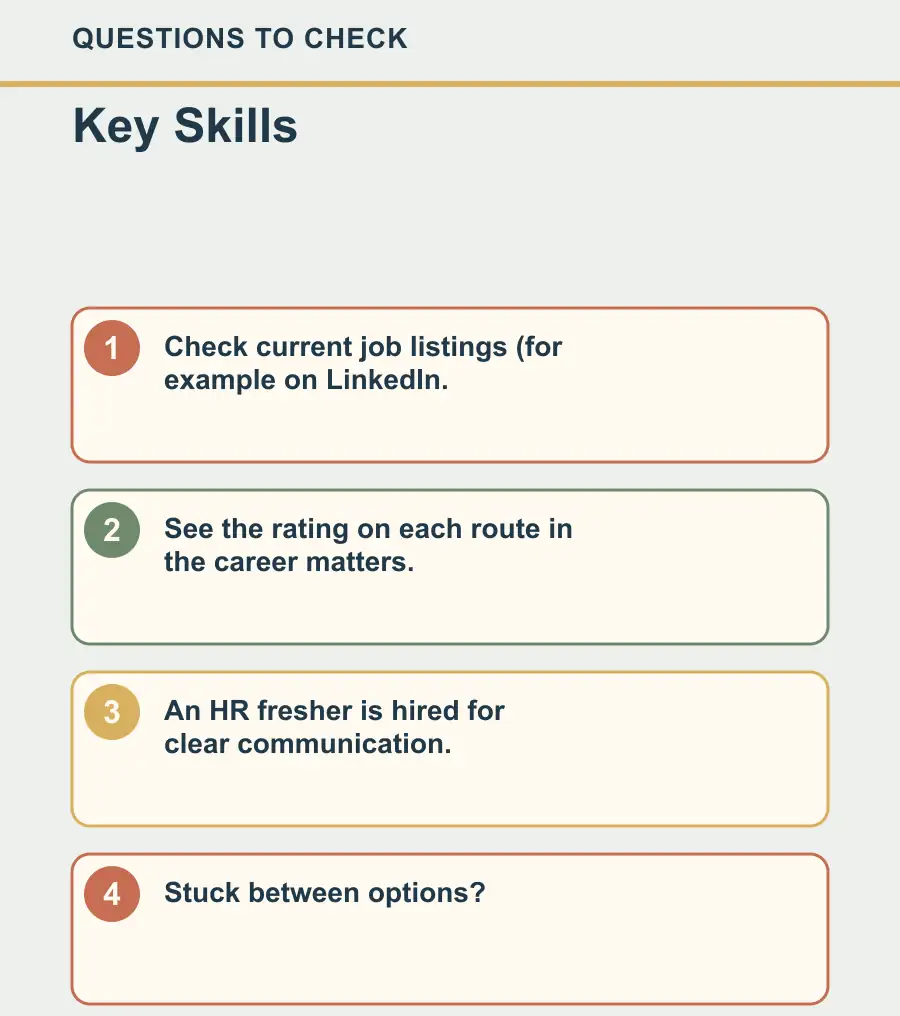 QUESTIONS TO CHECK
Key Skills
1
Check current job listings (for
example on LinkedIn.
2
See the rating on each route in
the career matters.
3
An HR fresher is hired for
clear communication.
4
Stuck between options?